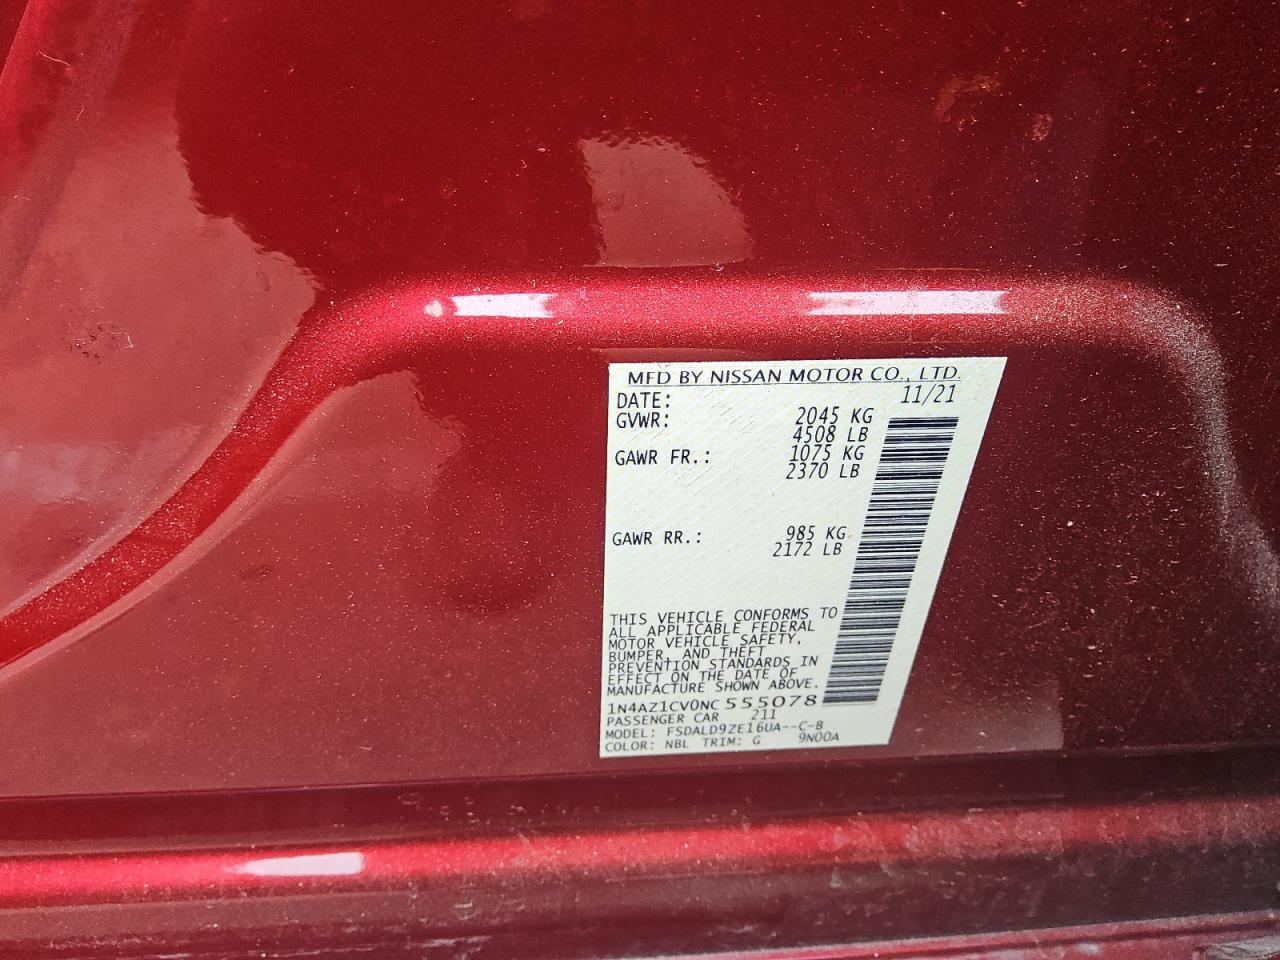 MFD BY NISSAN MOTOR CO., LTD.
DATE: 11/21
GVWR: 2045 KG
4508 LB
GAWR FR.: 1075 KG
2370 LB
GAWR RR.: 985 KG
2172 LB
THIS VEHICLE CONFORMS TO
ALL APPLICABLE FEDERAL
MOTOR VEHICLE SAFETY,
BUMPER, AND THEFT
PREVENTION STANDARDS IN
EFFECT ON THE DATE OF
MANUFACTURE SHOWN ABOVE.
1N4AZ1CV0NC555078
PASSENGER CAR 211
MODEL: FSDALD9ZE16UA--C-B
COLOR: NBL TRIM: G 9N00A